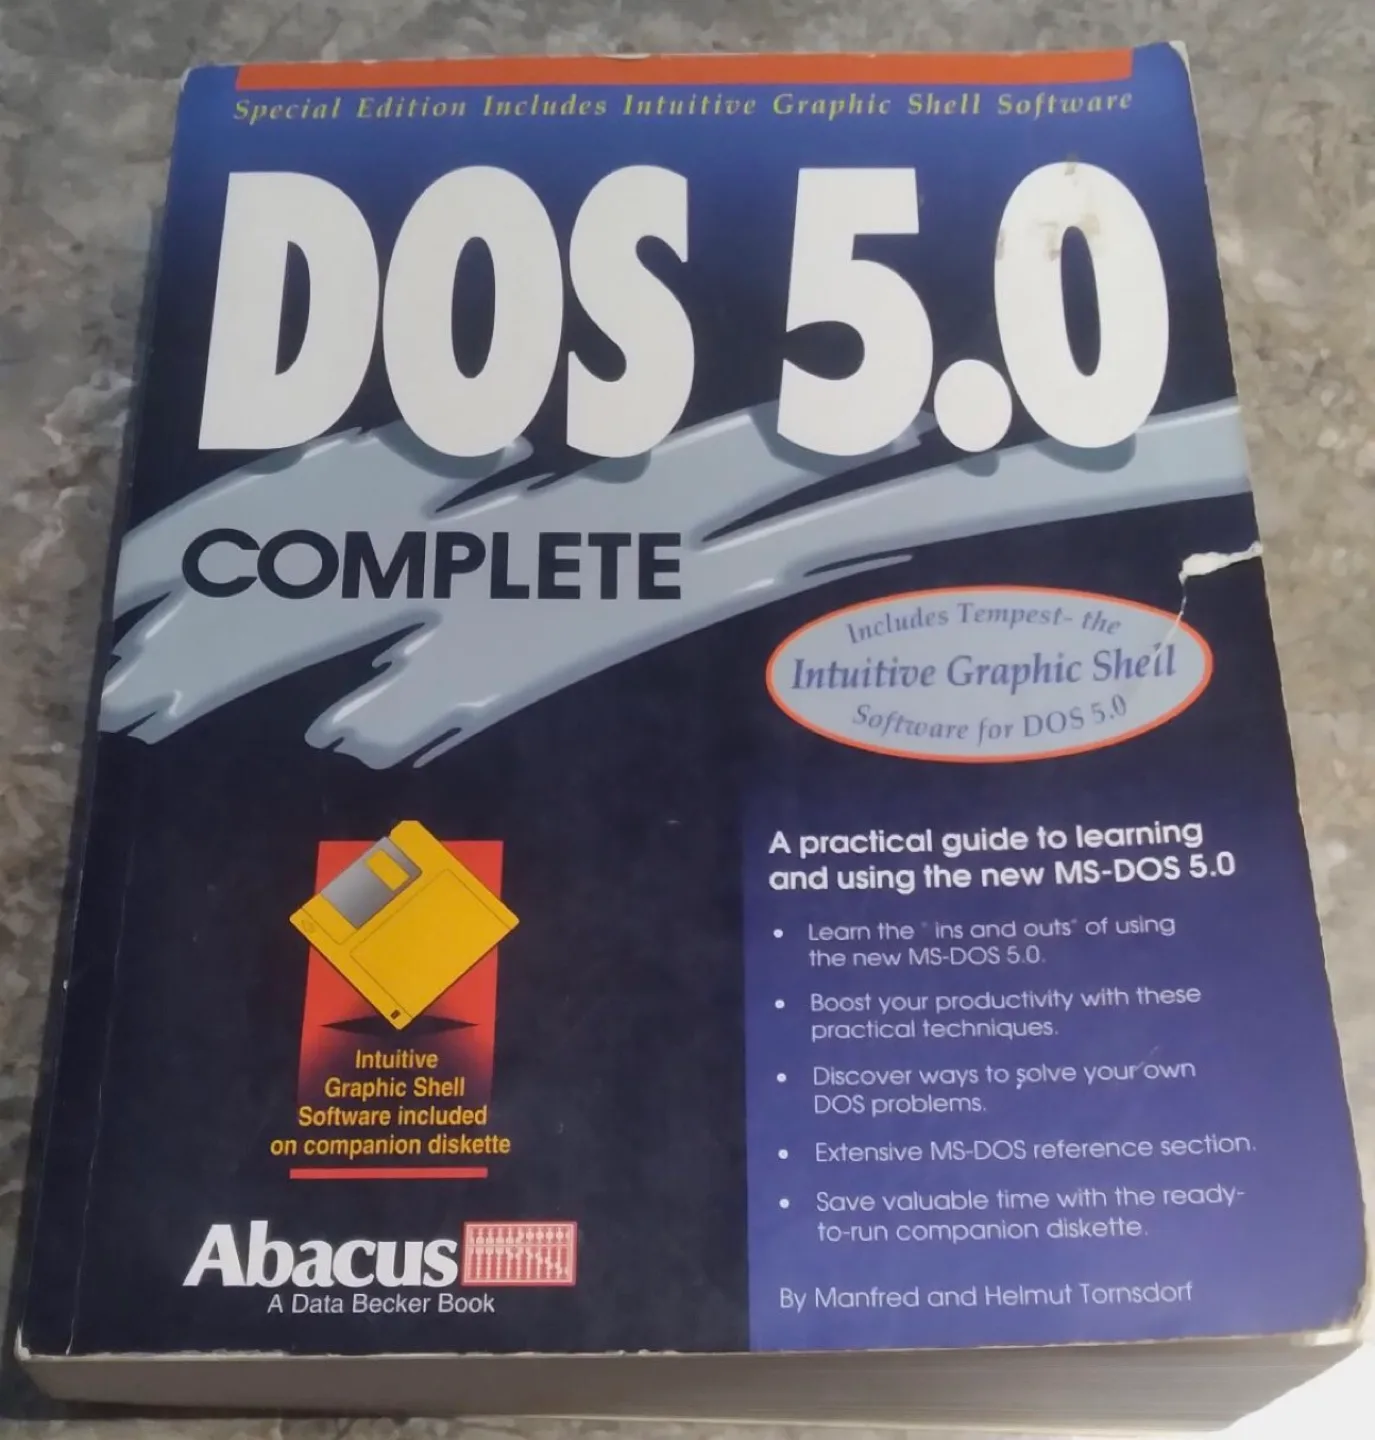 Special Edition Includes Intuitive Graphic Shell Software
DOS 5.0
COMPLETE
Includes Tempest- the
Intuitive Graphic Shell
Software for DOS 5.0
A practical guide to learning
and using the new MS-DOS 5.0
• Learn the "ins and outs" of using
the new MS-DOS 5.0.
• Boost your productivity with these
practical techniques.
• Discover ways to solve your own
DOS problems.
• Extensive MS-DOS reference section.
• Save valuable time with the ready-
to-run companion diskette.
By Manfred and Helmut Tornsdorf
Intuitive
Graphic Shell
Software included
on companion diskette
Abacus
A Data Becker Book